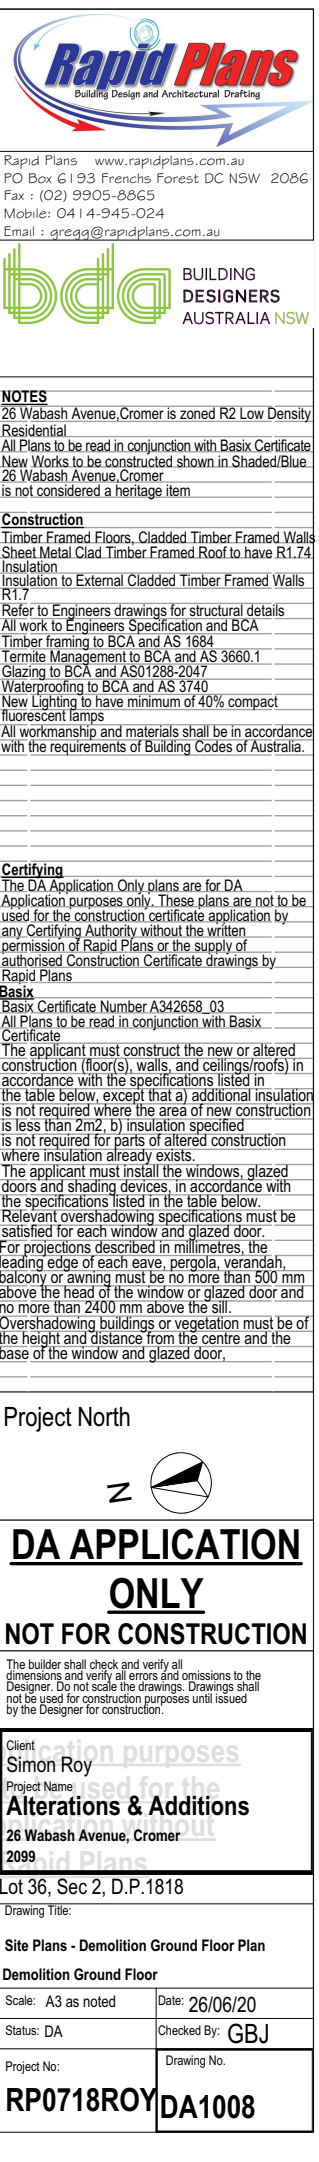 Rapid Plans
Building Design and Architectural Drafting
Rapid Plans www.rapidplans.com.au
PO Box 6193 Frenchs Forest DC NSW 2086
Fax : (02) 9905-8865
Mobile: 0414-945-024
Email : gregg@rapidplans.com.au
bda
BUILDING
DESIGNERS
AUSTRALIA NSW
NOTES
26 Wabash Avenue,Cromer is zoned R2 Low Density
Residential
All Plans to be read in conjunction with Basix Certificate
New Works to be constructed shown in Shaded/Blue
26 Wabash Avenue,Cromer
is not considered a heritage item
Construction
Timber Framed Floors, Cladded Timber Framed Walls
Sheet Metal Clad Timber Framed Roof to have R1.74
Insulation
Insulation to External Cladded Timber Framed Walls
R1.7
Refer to Engineers drawings for structural details
All work to Engineers Specification and BCA
Timber framing to BCA and AS 1684
Termite Management to BCA and AS 3660.1
Glazing to BCA and AS01288-2047
Waterproofing to BCA and AS 3740
New Lighting to have minimum of 40% compact
fluorescent lamps
All workmanship and materials shall be in accordance
with the requirements of Building Codes of Australia.
Certifying
The DA Application Only plans are for DA
Application purposes only. These plans are not to be
used for the construction certificate application by
any Certifying Authority without the written
permission of Rapid Plans or the supply of
authorised Construction Certificate drawings by
Rapid Plans
Basix
Basix Certificate Number A342658_03
All Plans to be read in conjunction with Basix
Certificate
The applicant must construct the new or altered
construction (floor(s), walls, and ceilings/roofs) in
accordance with the specifications listed in
the table below, except that a) additional insulation
is not required where the area of new construction
is less than 2m2, b) insulation specified
is not required for parts of altered construction
where insulation already exists.
The applicant must install the windows, glazed
doors and shading devices, in accordance with
the specifications listed in the table below.
Relevant overshadowing specifications must be
satisfied for each window and glazed door.
For projections described in millimetres, the
leading edge of each eave, pergola, verandah,
balcony or awning must be no more than 500 mm
above the head of the window or glazed door and
no more than 2400 mm above the sill.
Overshadowing buildings or vegetation must be of
the height and distance from the centre and the
base of the window and glazed door,
Project North
N
DA APPLICATION
ONLY
NOT FOR CONSTRUCTION
The builder shall check and verify all
dimensions and verify all errors and omissions to the
Designer. Do not scale the drawings. Drawings shall
not be used for construction purposes until issued
by the Designer for construction.
Client
plication purposes
Simon Roy
Project Name
to be used for the
Alterations & Additions
plication without
26 Wabash Avenue, Cromer
2099
Rapid Plans
Lot 36, Sec 2, D.P.1818
Drawing Title:
Site Plans - Demolition Ground Floor Plan
Demolition Ground Floor
Scale: A3 as noted
Date: 26/06/20
Status: DA
Checked By: GBJ
Project No:
RP0718ROY
Drawing No.
DA1008